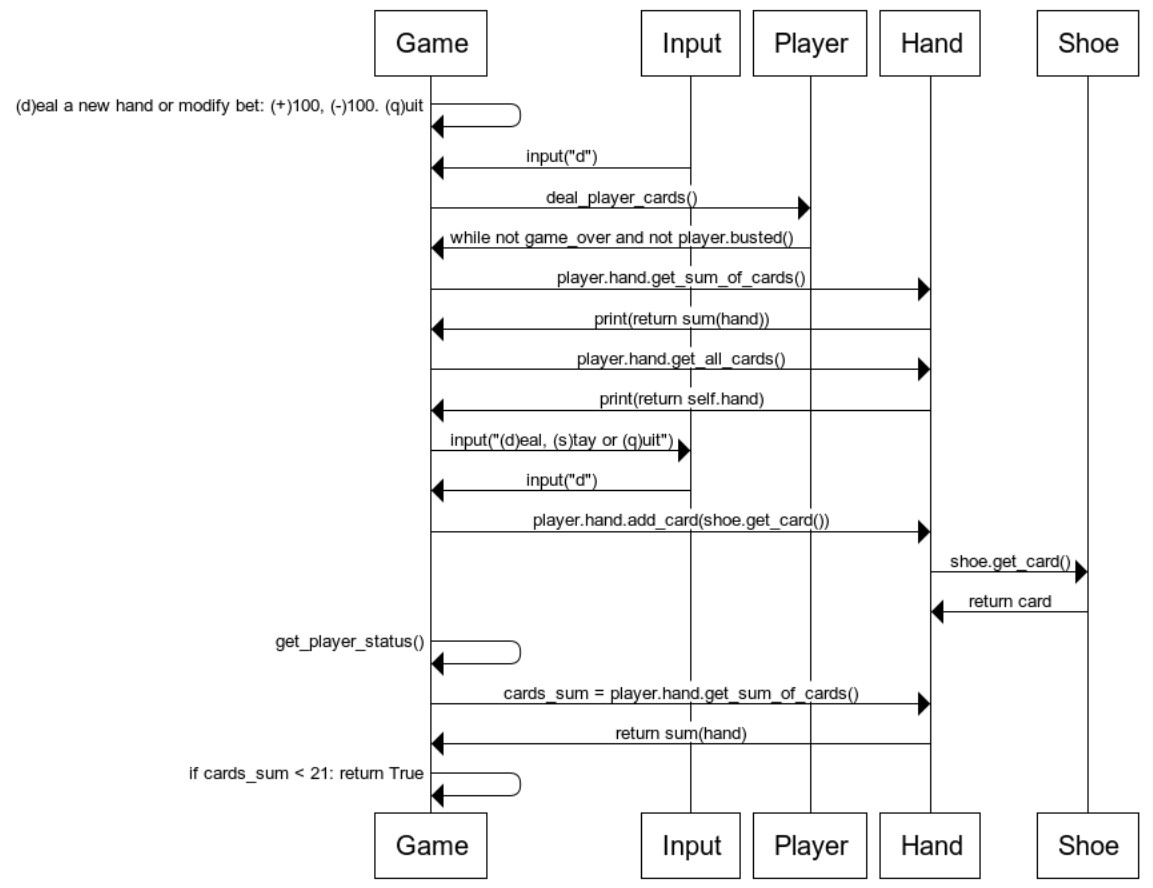 Game Input Player Hand Shoe
(d)eal a new hand or modify bet: (+)100, (-)100. (q)uit
input("d")
deal_player_cards()
while not game_over and not player.busted()
player.hand.get_sum_of_cards()
print(return sum(hand))
player.hand.get_all_cards()
print(return self.hand)
input("(d)eal, (s)tay or (q)uit")
input("d")
player.hand.add_card(shoe.get_card())
shoe.get_card()
return card
get_player_status()
cards_sum = player.hand.get_sum_of_cards()
return sum(hand)
if cards_sum < 21: return True
Game Input Player Hand Shoe